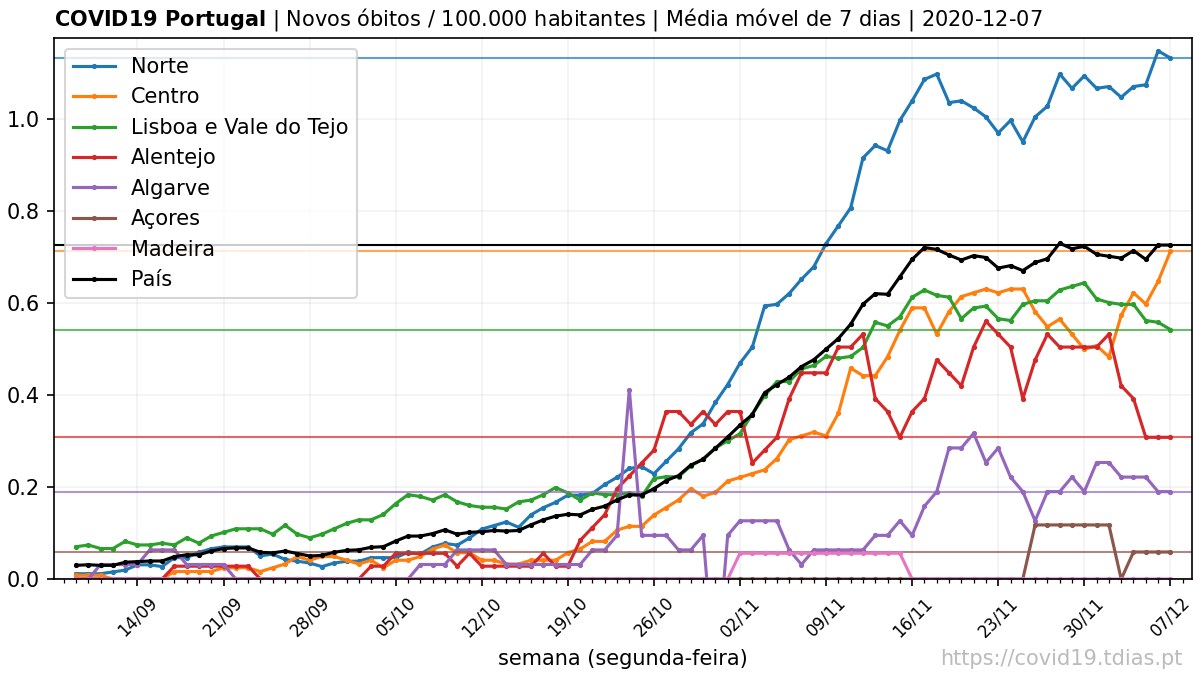 COVID19 Portugal | Novos óbitos / 100.000 habitantes | Média móvel de 7 dias | 2020-12-07
Norte
Centro
Lisboa e Vale do Tejo
Alentejo
Algarve
Açores
Madeira
País
1.0
0.8
0.6
0.4
0.2
0.0
14/09
21/09
28/09
05/10
12/10
19/10
26/10
02/11
09/11
16/11
23/11
30/11
07/12
semana (segunda-feira)
https://covid19.tdias.pt